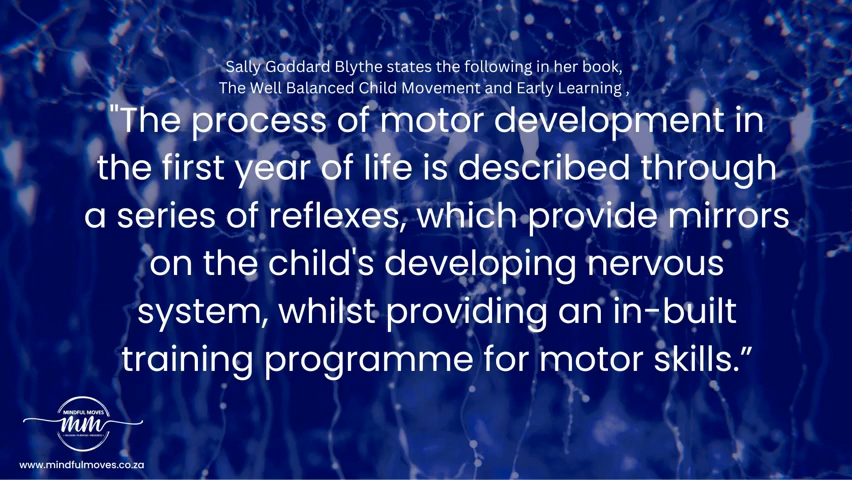 Sally Goddard Blythe states the following in her book,
The Well Balanced Child Movement and Early Learning ,
"The process of motor development in
the first year of life is described through
a series of reflexes, which provide mirrors
on the child's developing nervous
system, whilst providing an in-built
training programme for motor skills.”
MINDFUL MOVES
mm
www.mindfulmoves.co.za